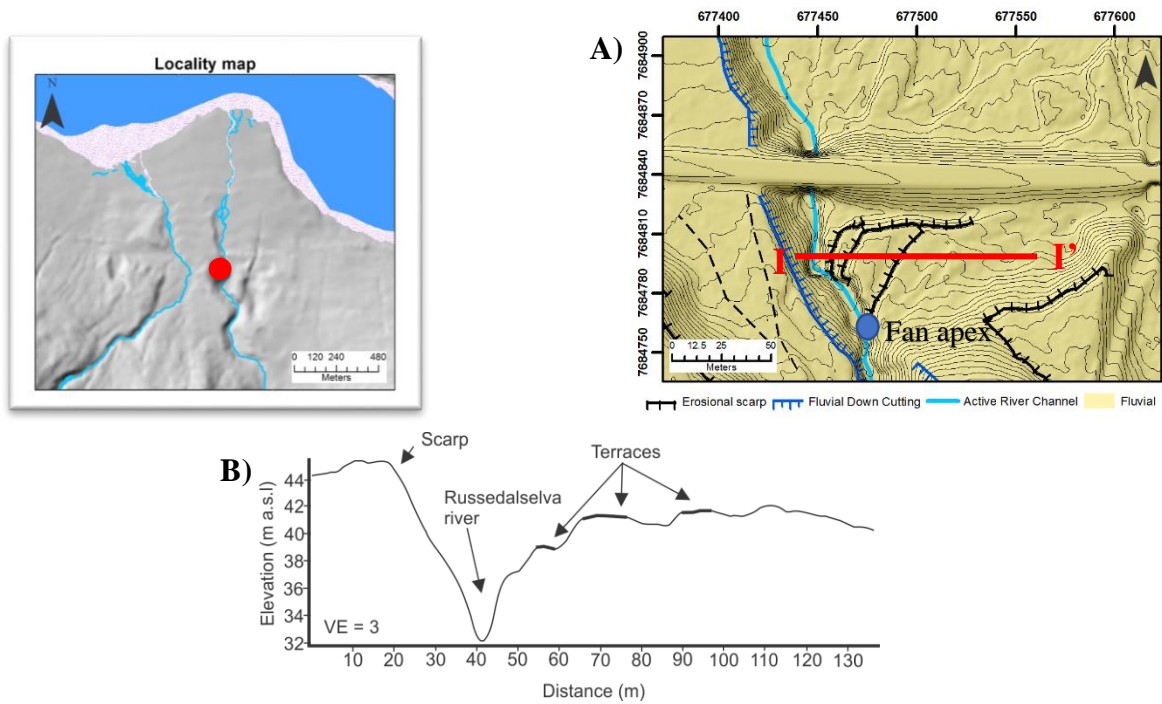 Locality map
N
0 120 240 480
Meters
A)
677400 677450 677500 677550 677600
7684900
7684870
7684840
7684810
7684780
7684750
N
I I’
Fan apex
0 12.5 25 50
Meters
Erosional scarp Fluvial Down Cutting Active River Channel Fluvial
B)
Scarp
Terraces
Russedalselva
river
Elevation (m a.s.l)
44
42
40
38
36
34
32
VE = 3
10 20 30 40 50 60 70 80 90 100 110 120 130
Distance (m)